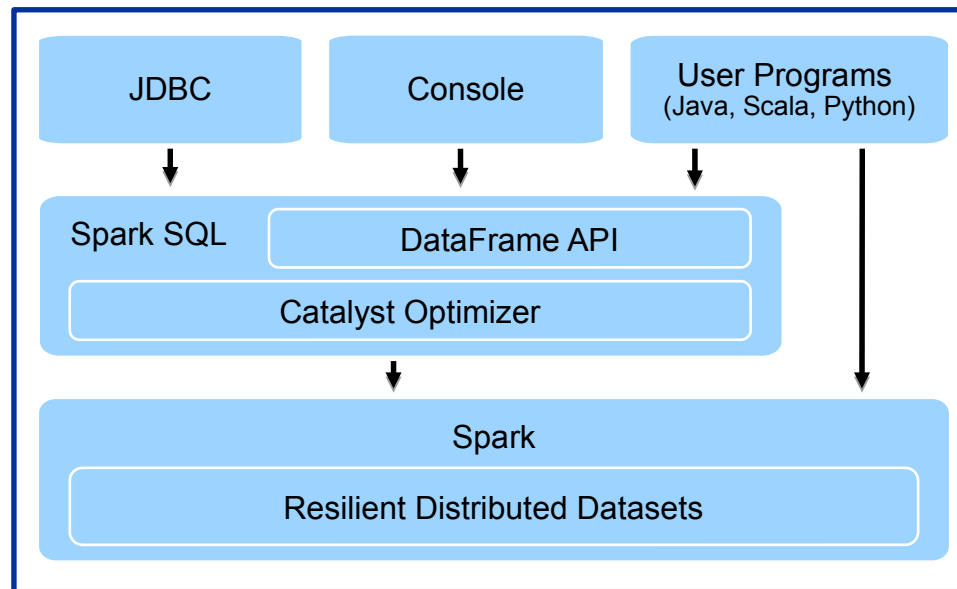 JDBC
Console
User Programs
(Java, Scala, Python)
Spark SQL
DataFrame API
Catalyst Optimizer
Spark
Resilient Distributed Datasets